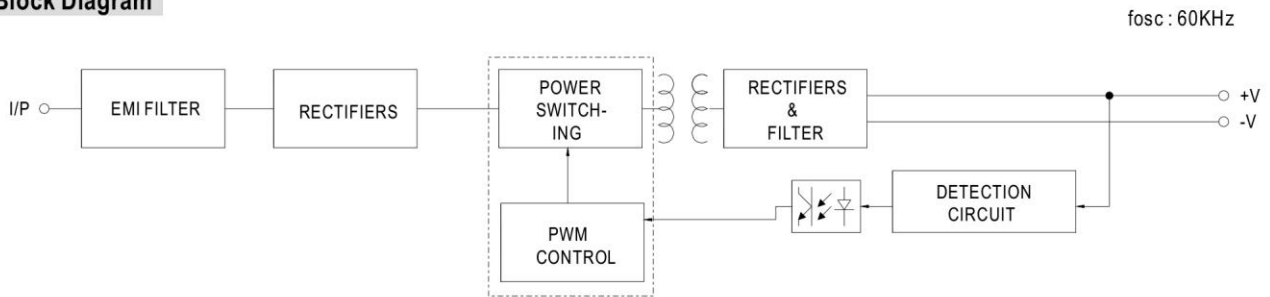 Block Diagram
fosc : 60KHz
I/P
EMI FILTER
RECTIFIERS
POWER
SWITCH-
ING
RECTIFIERS
&
FILTER
+V
-V
DETECTION
CIRCUIT
PWM
CONTROL